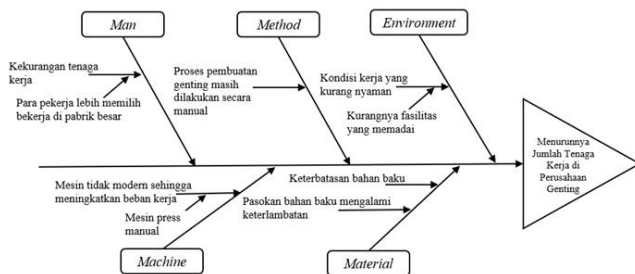 Man
Method
Environment
Kekurangan tenaga
kerja
Para pekerja lebih memilih
bekerja di pabrik besar
Proses pembuatan
genting masih
dilakukan secara
manual
Kondisi kerja yang
kurang nyaman
Kurangnya fasilitas
yang memadai
Menurunnya
Jumlah Tenaga
Kerja di
Perusahaan
Genting
Mesin tidak modern sehingga
meningkatkan beban kerja
Mesin press
manual
Keterbatasan bahan baku
Pasokan bahan baku mengalami
keterlambatan
Machine
Material